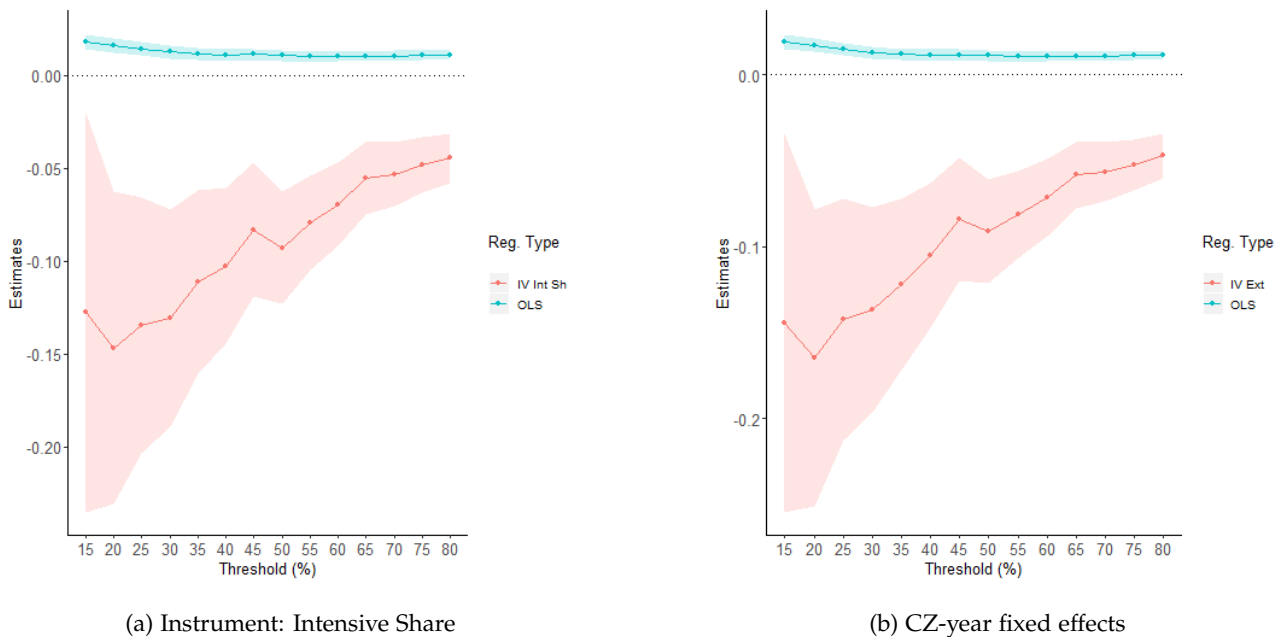 0.00
-0.05
-0.10
-0.15
-0.20
Estimates
15 20 25 30 35 40 45 50 55 60 65 70 75 80
Threshold (%)
Reg. Type
IV Int Sh
OLS
(a) Instrument: Intensive Share
0.0
-0.1
-0.2
Estimates
15 20 25 30 35 40 45 50 55 60 65 70 75 80
Threshold (%)
Reg. Type
IV Ext
OLS
(b) CZ-year fixed effects